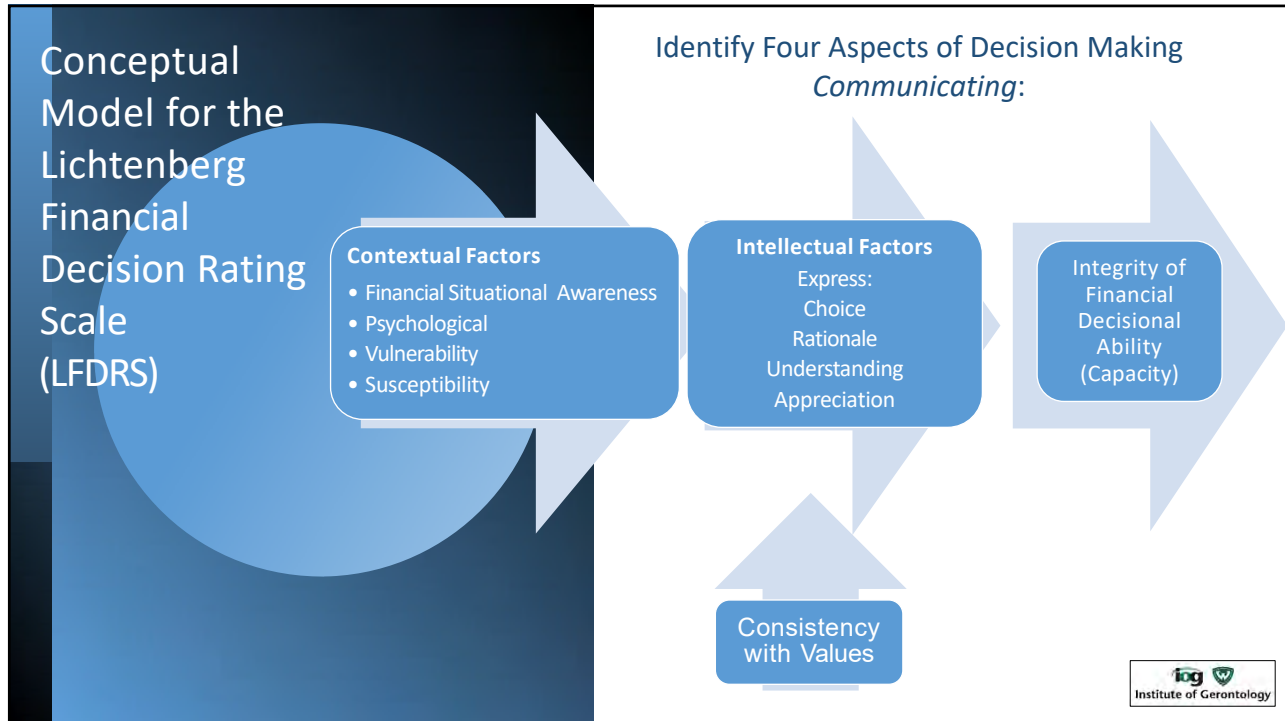 Conceptual
Model for the
Lichtenberg
Financial
Decision Rating
Scale
(LFDRS)
Identify Four Aspects of Decision Making
Communicating:
Contextual Factors
• Financial Situational Awareness
• Psychological
• Vulnerability
• Susceptibility
Intellectual Factors
Express:
Choice
Rationale
Understanding
Appreciation
Integrity of
Financial
Decisional
Ability
(Capacity)
Consistency
with Values
iog W
Institute of Gerontology